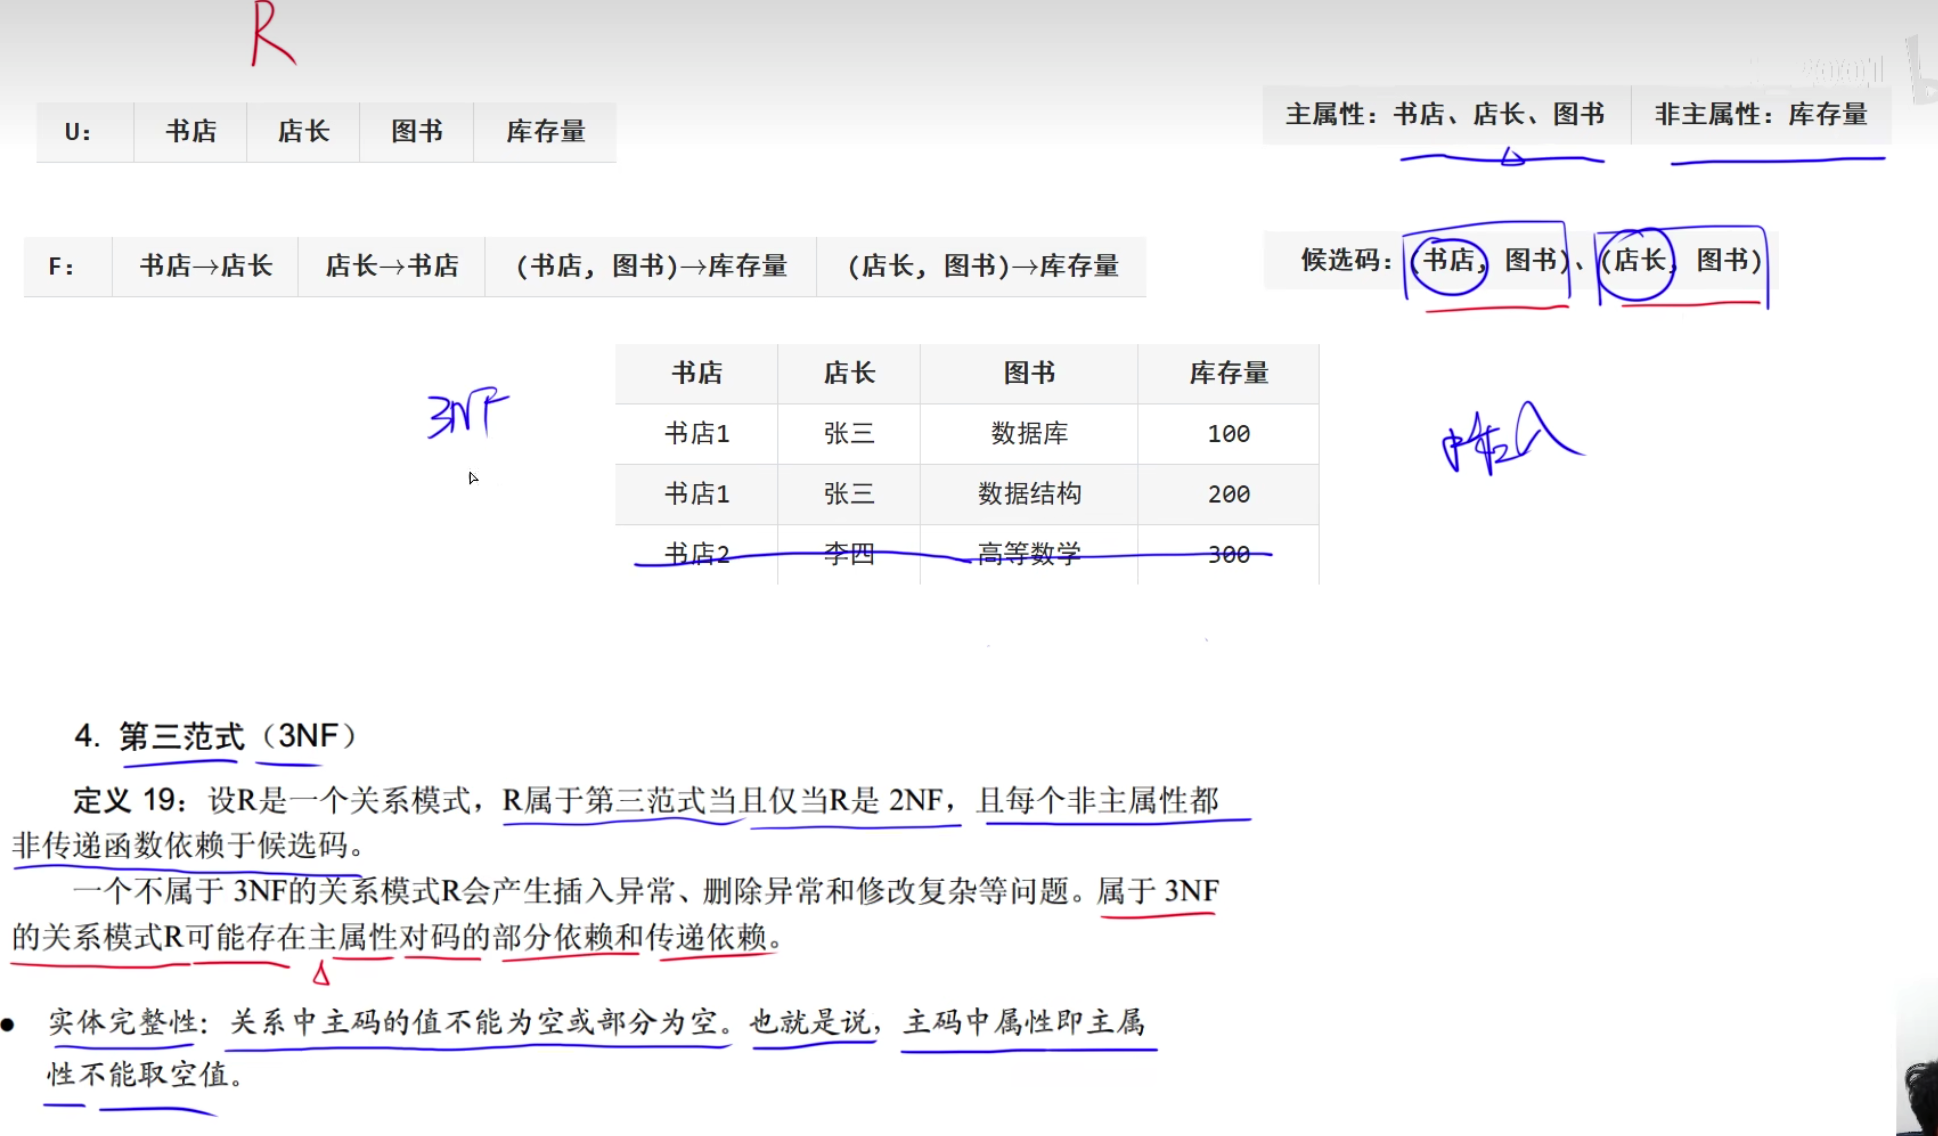 R
U： 书店 店长 图书 库存量
主属性：书店、店长、图书 非主属性：库存量
F： 书店→店长 店长→书店 (书店，图书)→库存量 (店长，图书)→库存量
候选码：(书店，图书)、(店长，图书)
书店 店长 图书 库存量
3NF
书店1 张三 数据库 100
书店1 张三 数据结构 200
书店2 李四 高等数学 300
4. 第三范式（3NF）
定义 19：设R是一个关系模式，R属于第三范式当且仅当R是 2NF，且每个非主属性都
非传递函数依赖于候选码。
一个不属于 3NF的关系模式R会产生插入异常、删除异常和修改复杂等问题。属于 3NF
的关系模式R可能存在主属性对码的部分依赖和传递依赖。
● 实体完整性：关系中主码的值不能为空或部分为空。也就是说，主码中属性即主属
性不能取空值。